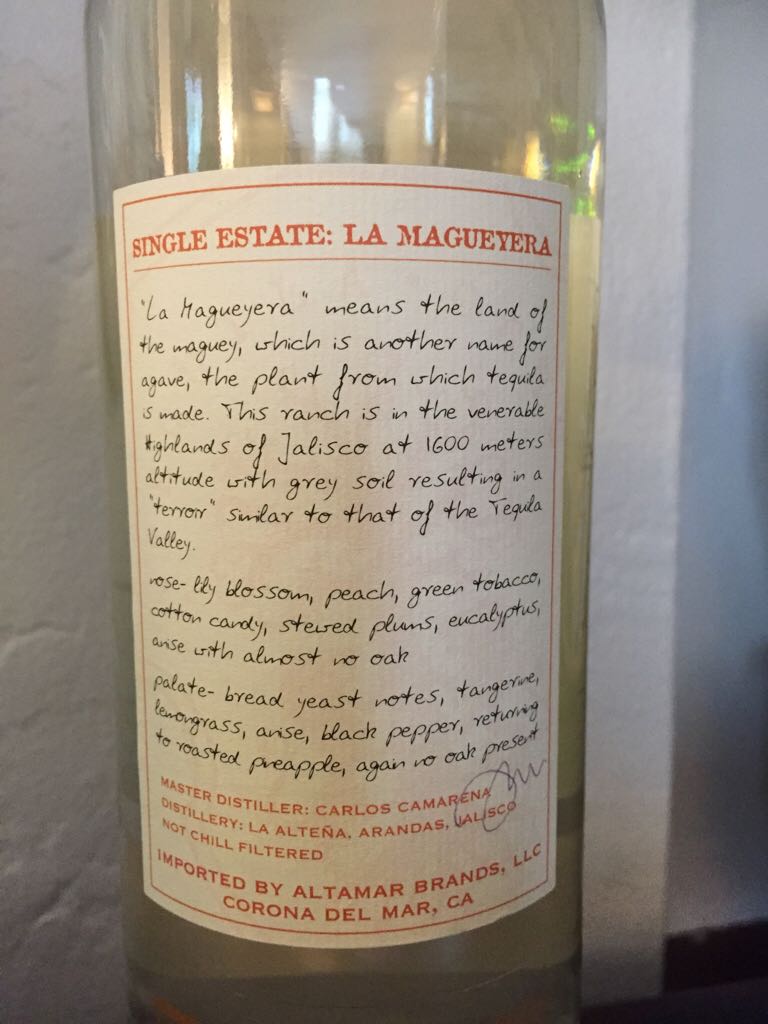 SINGLE ESTATE: LA MAGUEYERA
"La Magueyera" means the land of
the maguey, which is another name for
agave, the plant from which tequila
is made. This ranch is in the venerable
Highlands of Jalisco at 1600 meters
altitude with grey soil resulting in a
"terroir" similar to that of the Tequila
Valley.
nose- lily blossom, peach, green tobacco,
cotton candy, stewed plums, eucalyptus,
anise with almost no oak
palate- bread yeast notes, tangerine,
lemongrass, anise, black pepper, returning
to roasted pineapple, again no oak present
MASTER DISTILLER: CARLOS CAMARENA
DISTILLERY: LA ALTEÑA, ARANDAS, JALISCO
NOT CHILL FILTERED
IMPORTED BY ALTAMAR BRANDS, LLC
CORONA DEL MAR, CA